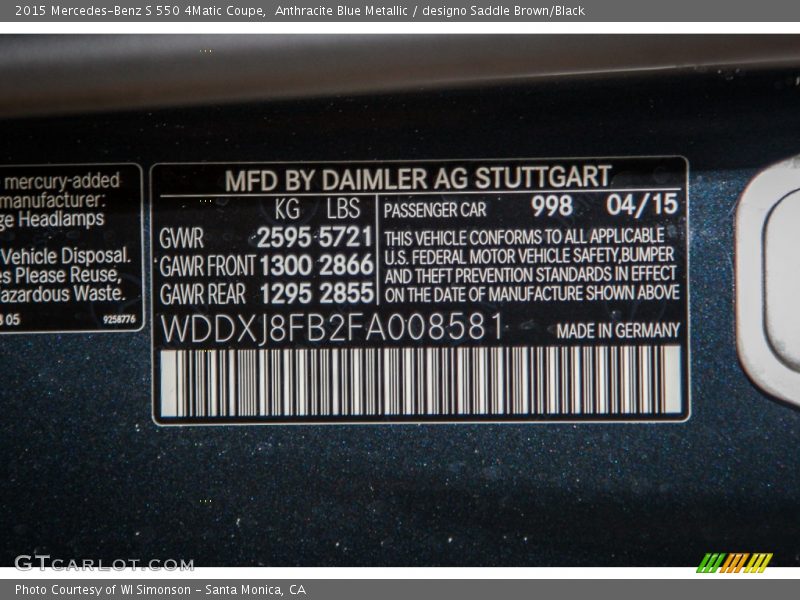 2015 Mercedes-Benz S 550 4Matic Coupe, Anthracite Blue Metallic / designo Saddle Brown/Black
mercury-added
manufacturer:
ge Headlamps
Vehicle Disposal.
es Please Reuse,
azardous Waste.
05
9258776
MFD BY DAIMLER AG STUTTGART
KG LBS
GWR 2595 5721
GAWR FRONT 1300 2866
GAWR REAR 1295 2855
PASSENGER CAR 998 04/15
THIS VEHICLE CONFORMS TO ALL APPLICABLE
U.S. FEDERAL MOTOR VEHICLE SAFETY,BUMPER
AND THEFT PREVENTION STANDARDS IN EFFECT
ON THE DATE OF MANUFACTURE SHOWN ABOVE
WDDXJ8FB2FA008581 MADE IN GERMANY
GTCARLOT.COM
Photo Courtesy of WI Simonson - Santa Monica, CA